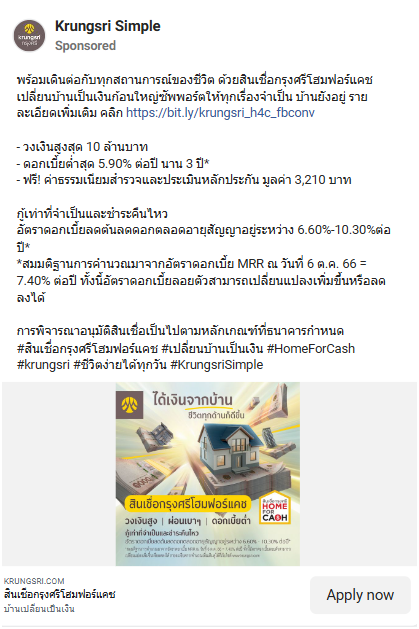 Krungsri Simple
Sponsored
krungsri
กรุงศรี
พร้อมเดินต่อกับทุกสถานการณ์ของชีวิต ด้วยสินเชื่อกรุงศรีโฮมฟอร์แคช
เปลี่ยนบ้านเป็นเงินก้อนใหญ่ซัพพอร์ตให้ทุกเรื่องจำเป็น บ้านยังอยู่ ราย
ละเอียดเพิ่มเติม คลิก https://bit.ly/krungsri_h4c_fbconv
- วงเงินสูงสุด 10 ล้านบาท
- ดอกเบี้ยต่ำสุด 5.90% ต่อปี นาน 3 ปี*
- ฟรี! ค่าธรรมเนียมสำรวจและประเมินหลักประกัน มูลค่า 3,210 บาท
กู้เท่าที่จำเป็นและชำระคืนไหว
อัตราดอกเบี้ยลดต้นลดดอกตลอดอายุสัญญาอยู่ระหว่าง 6.60%-10.30%ต่อ
ปี*
*สมมติฐานการคำนวณมาจากอัตราดอกเบี้ย MRR ณ วันที่ 6 ต.ค. 66 =
7.40% ต่อปี ทั้งนี้อัตราดอกเบี้ยลอยตัวสามารถเปลี่ยนแปลงเพิ่มขึ้นหรือลด
ลงได้
การพิจารณาอนุมัติสินเชื่อเป็นไปตามหลักเกณฑ์ที่ธนาคารกำหนด
#สินเชื่อกรุงศรีโฮมฟอร์แคช #เปลี่ยนบ้านเป็นเงิน #HomeForCash
#krungsri #ชีวิตง่ายได้ทุกวัน #KrungsriSimple
ได้เงินจากบ้าน
ชีวิตทุกด้านก็ดีขึ้น
สินเชื่อกรุงศรีโฮมฟอร์แคช
วงเงินสูง | ผ่อนเบาๆ | ดอกเบี้ยต่ำ
HOME
FOR
CASH
กู้เท่าที่จำเป็นและชำระคืนไหว
KRUNGSRI.COM
สินเชื่อกรุงศรีโฮมฟอร์แคช
บ้านเปลี่ยนเป็นเงิน
Apply now